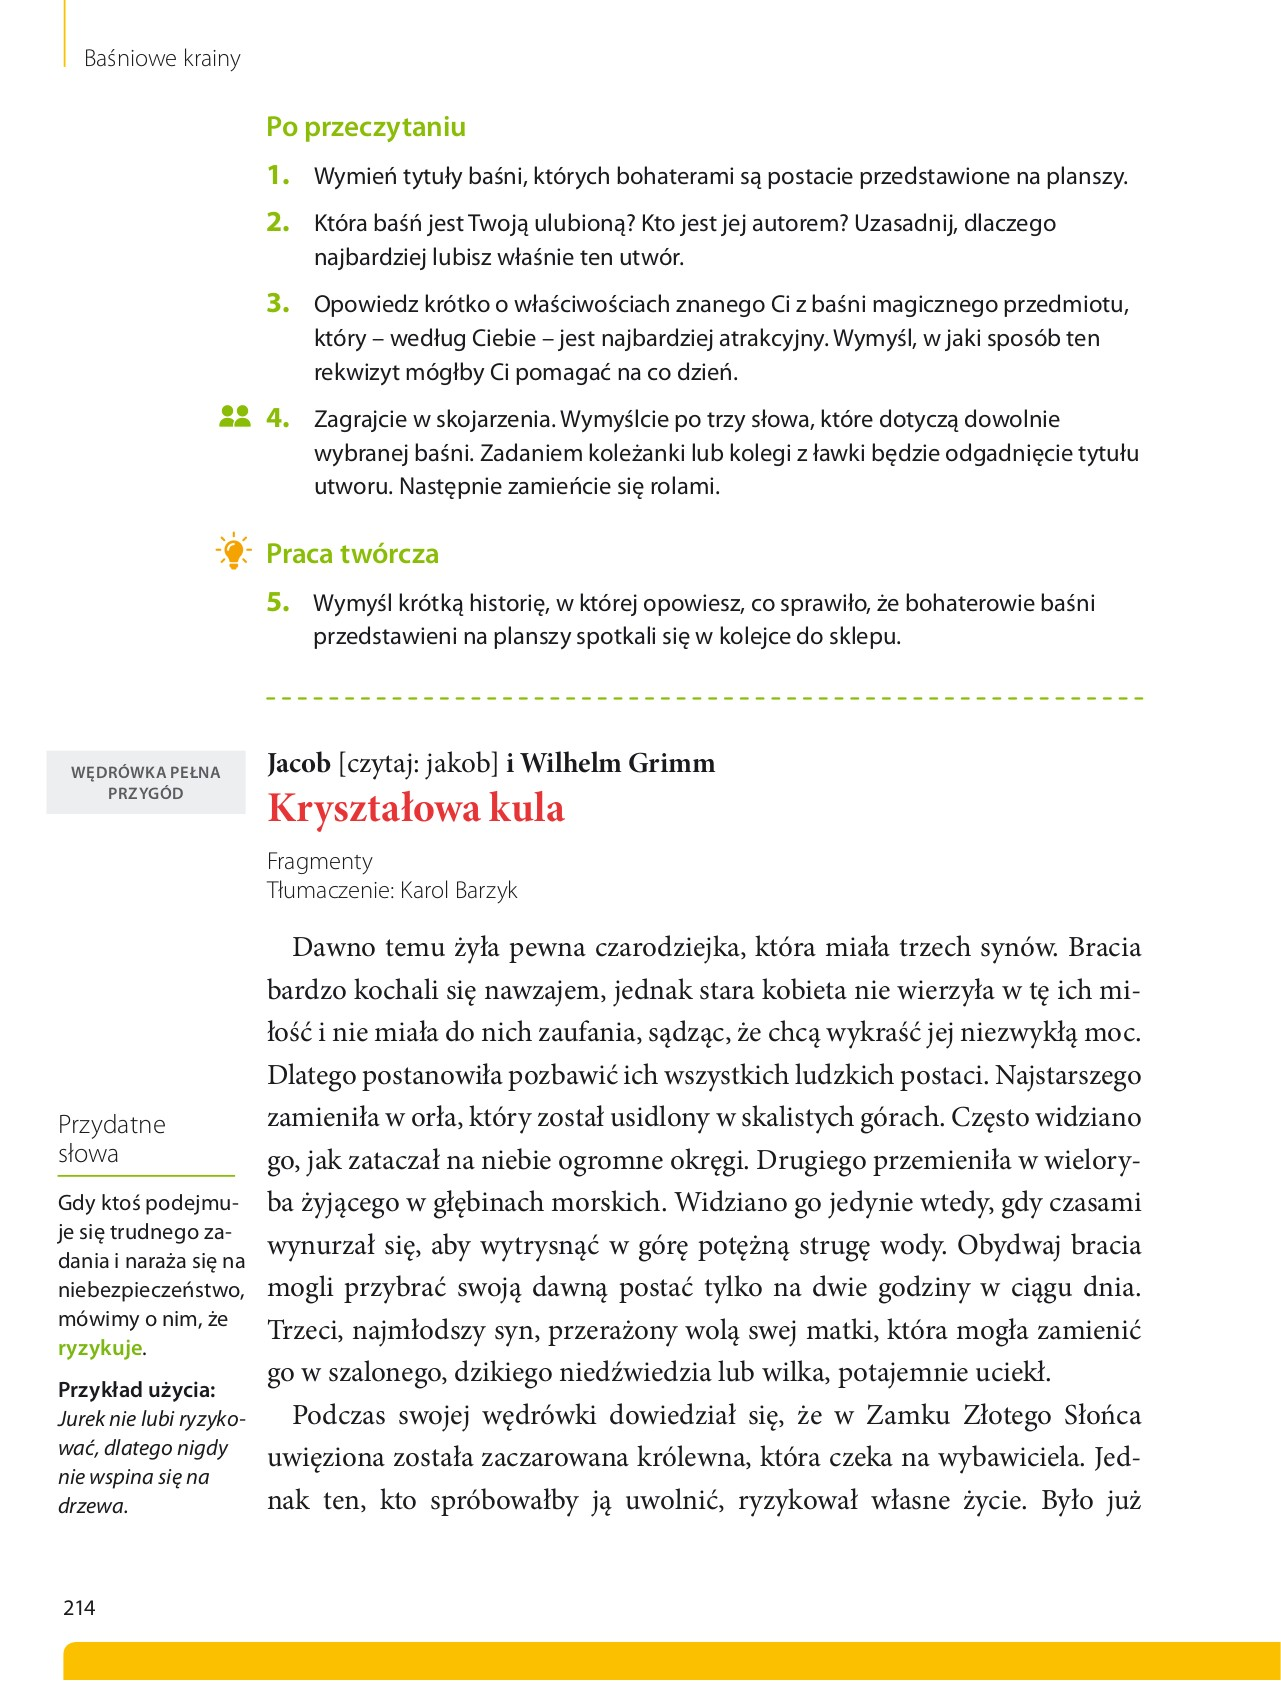 Baśniowe krainy
Po przeczytaniu
1. Wymień tytuły baśni, których bohaterami są postacie przedstawione na planszy.
2. Która baśń jest Twoją ulubioną? Kto jest jej autorem? Uzasadnij, dlaczego
najbardziej lubisz właśnie ten utwór.
3. Opowiedz krótko o właściwościach znanego Ci z baśni magicznego przedmiotu,
który – według Ciebie – jest najbardziej atrakcyjny. Wymyśl, w jaki sposób ten
rekwizyt mógłby Ci pomagać na co dzień.
4. Zagrajcie w skojarzenia. Wymyślcie po trzy słowa, które dotyczą dowolnie
wybranej baśni. Zadaniem koleżanki lub kolegi z ławki będzie odgadnięcie tytułu
utworu. Następnie zamieńcie się rolami.
Praca twórcza
5. Wymyśl krótką historię, w której opowiesz, co sprawiło, że bohaterowie baśni
przedstawieni na planszy spotkali się w kolejce do sklepu.
WĘDRÓWKA PEŁNA
PRZYGÓD
Jacob [czytaj: jakob] i Wilhelm Grimm
Kryształowa kula
Fragmenty
Tłumaczenie: Karol Barzyk
Dawno temu żyła pewna czarodziejka, która miała trzech synów. Bracia
bardzo kochali się nawzajem, jednak stara kobieta nie wierzyła w tę ich mi-
łość i nie miała do nich zaufania, sądząc, że chcą wykraść jej niezwykłą moc.
Dlatego postanowiła pozbawić ich wszystkich ludzkich postaci. Najstarszego
zamieniła w orła, który został usidlony w skalistych górach. Często widziano
go, jak zataczał na niebie ogromne okręgi. Drugiego przemieniła w wielory-
ba żyjącego w głębinach morskich. Widziano go jedynie wtedy, gdy czasami
wynurzał się, aby wytrysnąć w górę potężną strugę wody. Obydwaj bracia
mogli przybrać swoją dawną postać tylko na dwie godziny w ciągu dnia.
Trzeci, najmłodszy syn, przerażony wolą swej matki, która mogła zamienić
go w szalonego, dzikiego niedźwiedzia lub wilka, potajemnie uciekł.
Podczas swojej wędrówki dowiedział się, że w Zamku Złotego Słońca
uwięziona została zaczarowana królewna, która czeka na wybawiciela. Jed-
nak ten, kto spróbowałby ją uwolnić, ryzykował własne życie. Było już
Przydatne
słowa
Gdy ktoś podejmu-
je się trudnego za-
dania i naraża się na
niebezpieczeństwo,
mówimy o nim, że
ryzykuje.
Przykład użycia:
Jurek nie lubi ryzyko-
wać, dlatego nigdy
nie wspina się na
drzewa.
214